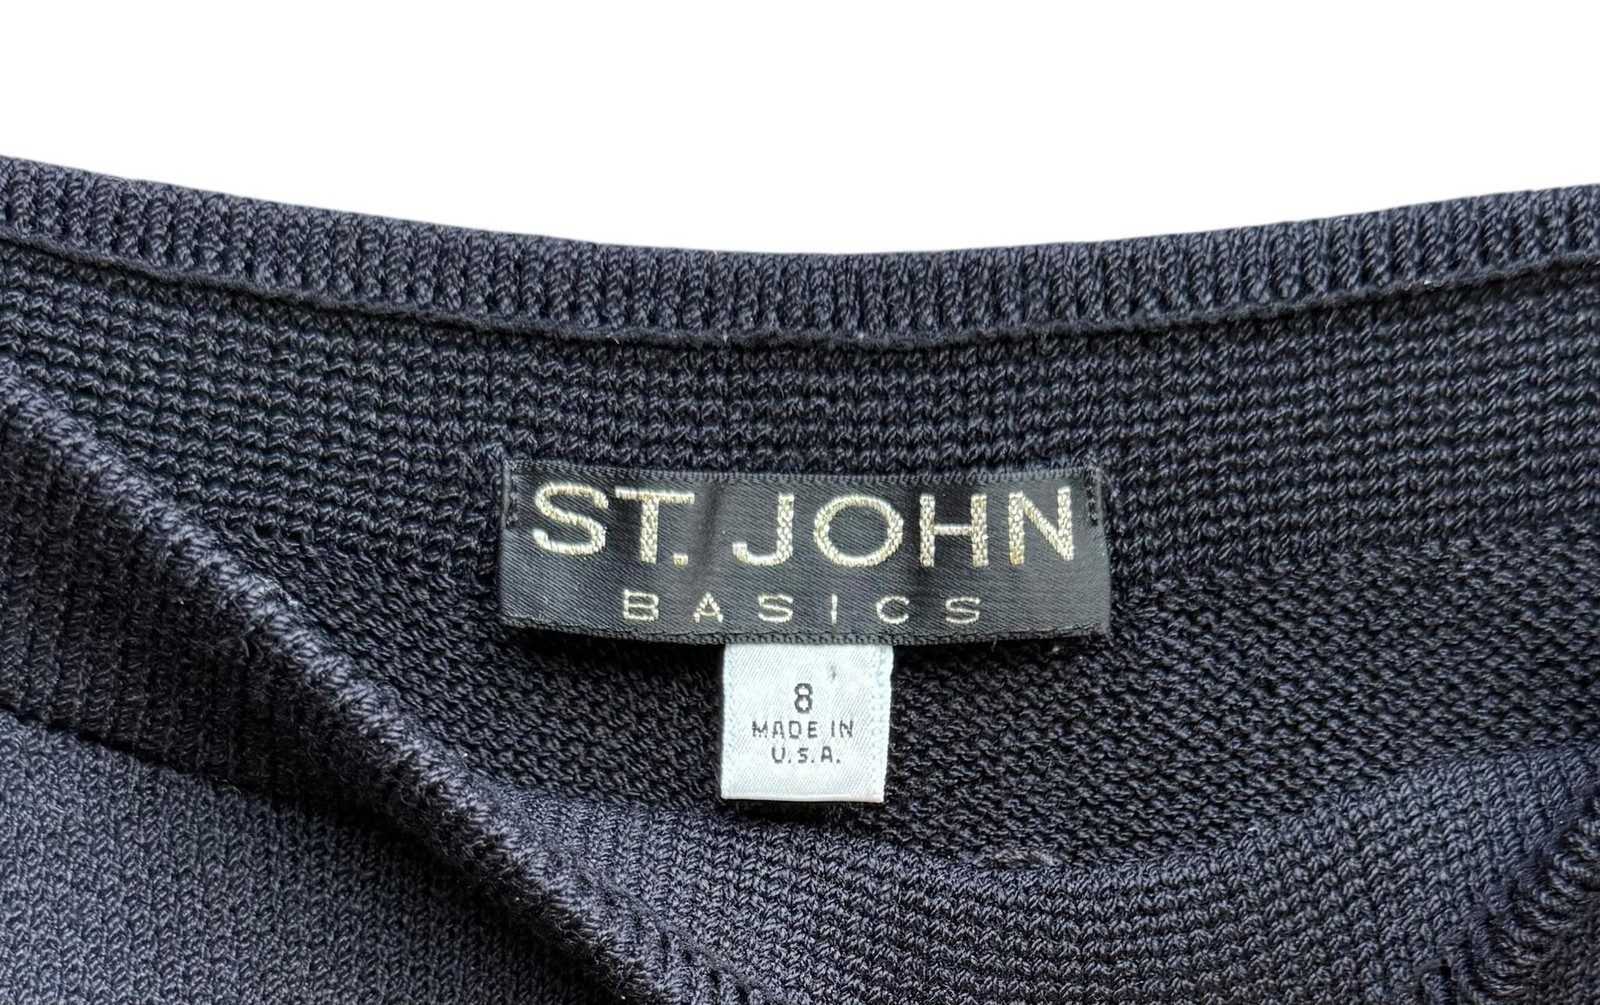 ST. JOHN
BASICS
8
MADE IN
U.S.A.